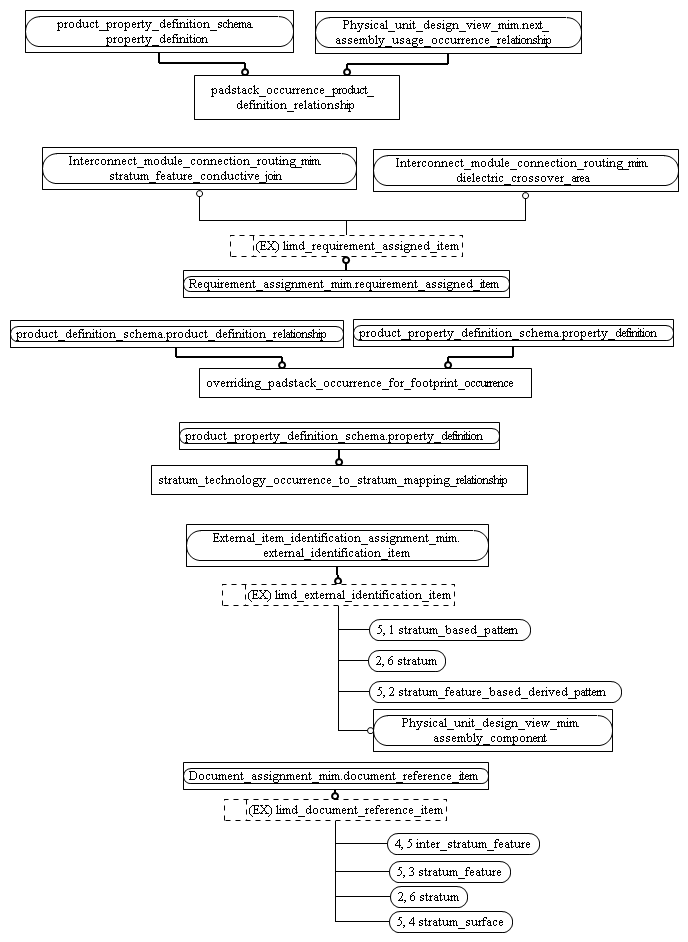 product_property_definition_schema.
property_definition
Physical_unit_design_view_mim.next_
assembly_usage_occurrence_relationship
padstack_occurrence_product_
definition_relationship
Interconnect_module_connection_routing_mim.
stratum_feature_conductive_join
Interconnect_module_connection_routing_mim.
dielectric_crossover_area
(EX) limd_requirement_assigned_item
Requirement_assignment_mim.requirement_assigned_item
product_definition_schema.product_definition_relationship
product_property_definition_schema.property_definition
overriding_padstack_occurrence_for_footprint_occurrence
product_property_definition_schema.property_definition
stratum_technology_occurrence_to_stratum_mapping_relationship
External_item_identification_assignment_mim.
external_identification_item
(EX) limd_external_identification_item
5, 1 stratum_based_pattern
2, 6 stratum
5, 2 stratum_feature_based_derived_pattern
Physical_unit_design_view_mim.
assembly_component
Document_assignment_mim.document_reference_item
(EX) limd_document_reference_item
4, 5 inter_stratum_feature
5, 3 stratum_feature
2, 6 stratum
5, 4 stratum_surface